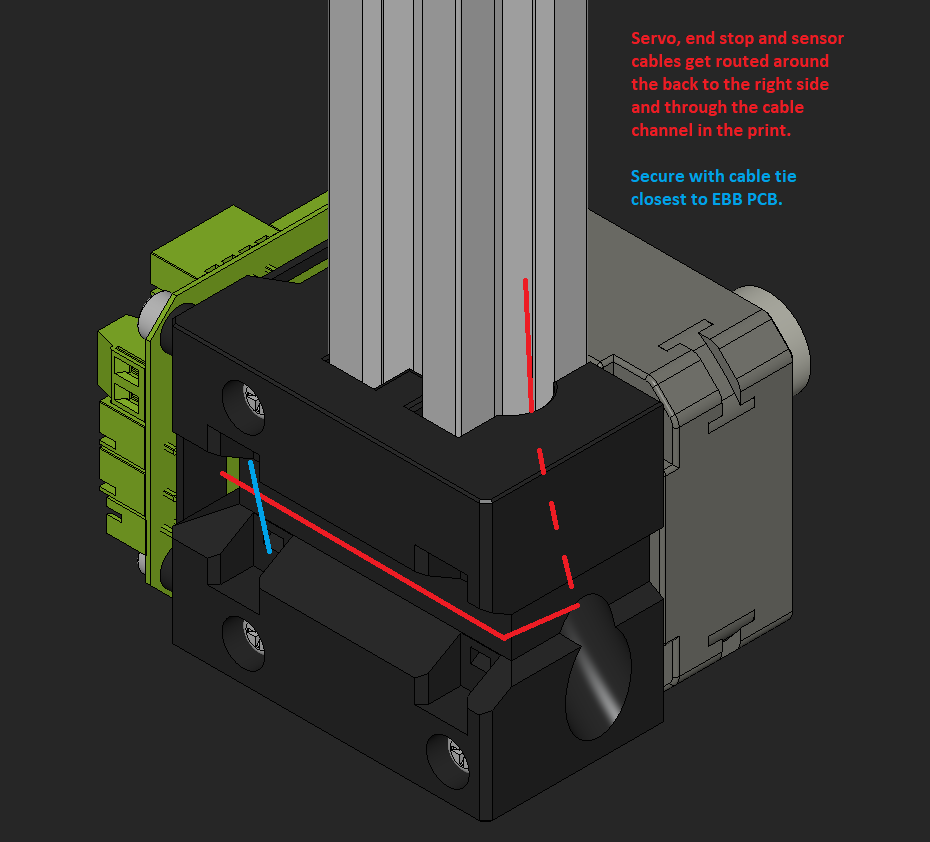 Servo, end stop and sensor
cables get routed around
the back to the right side
and through the cable
channel in the print.
Secure with cable tie
closest to EBB PCB.